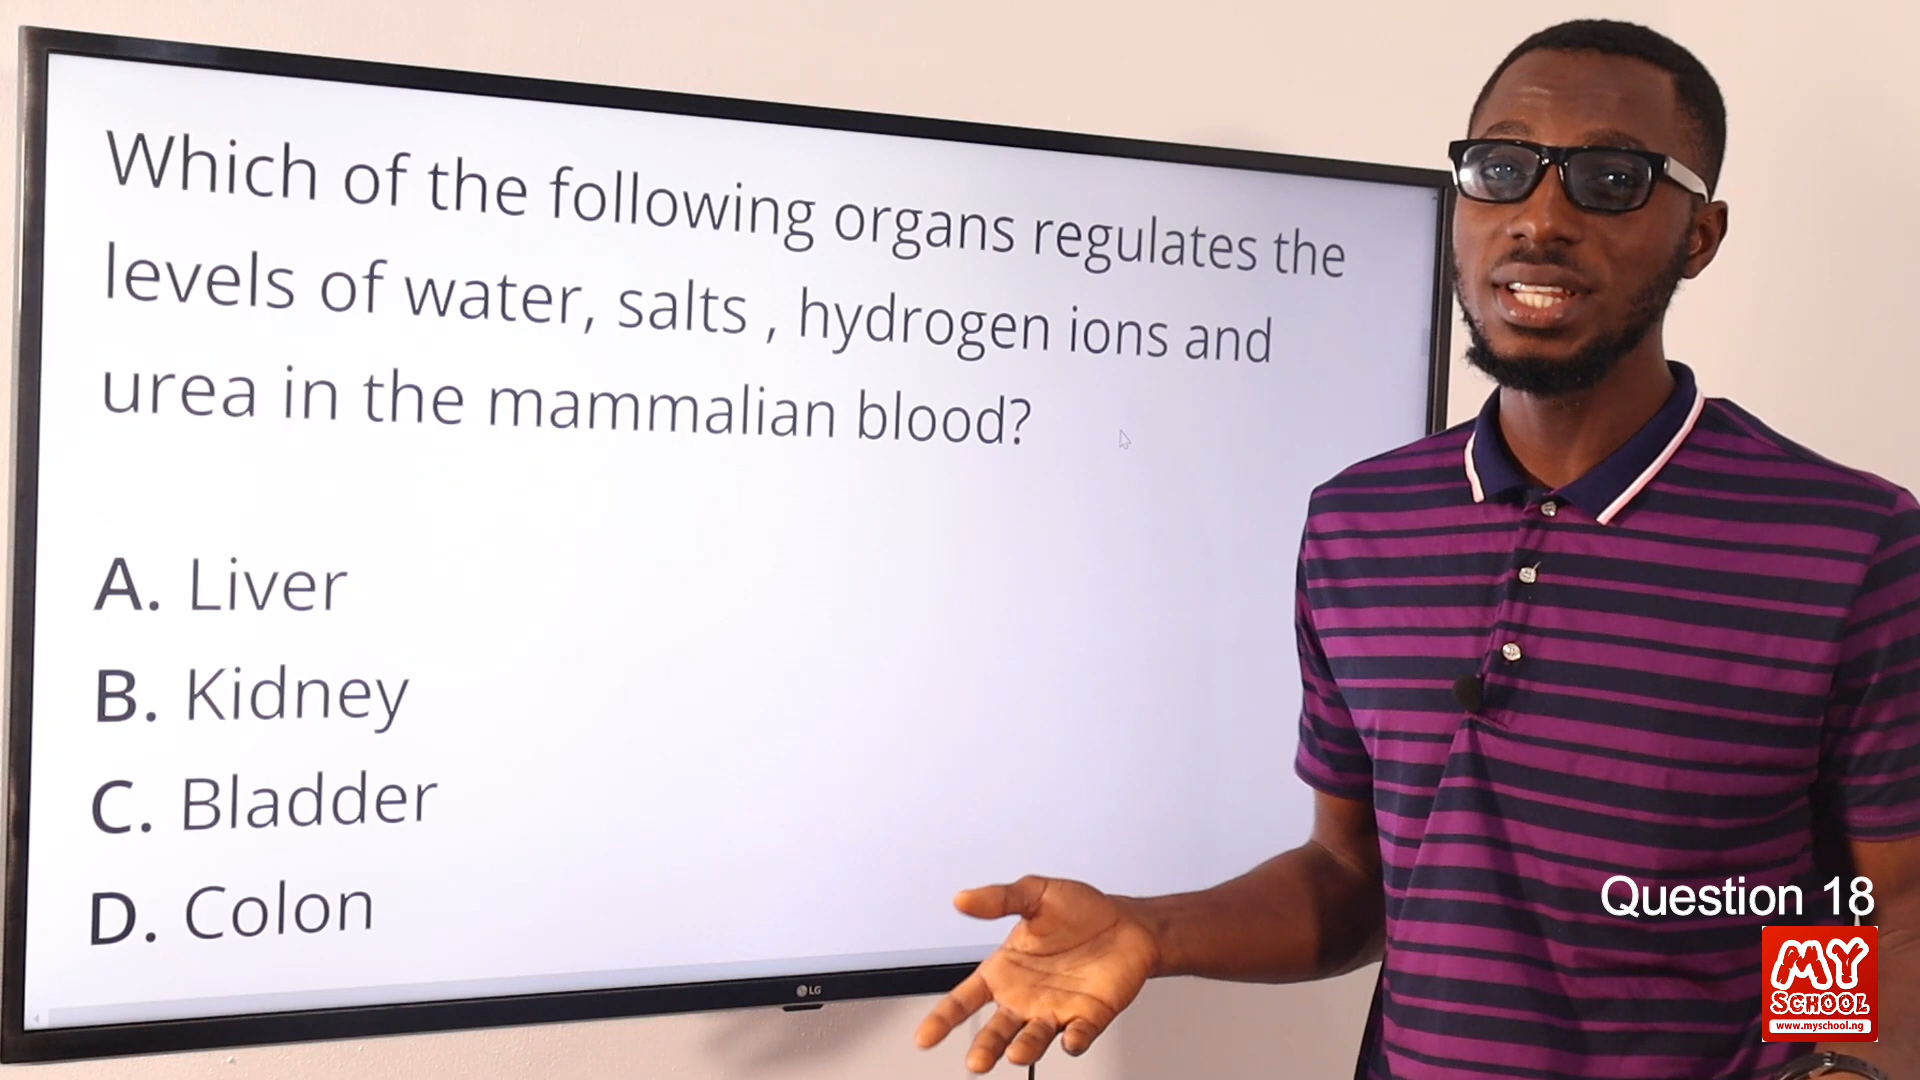 Which of the following organs regulates the
levels of water, salts , hydrogen ions and
urea in the mammalian blood?
A. Liver
B. Kidney
C. Bladder
D. Colon
LG
Question 18
MY
SCHOOL
www.myschool.ng